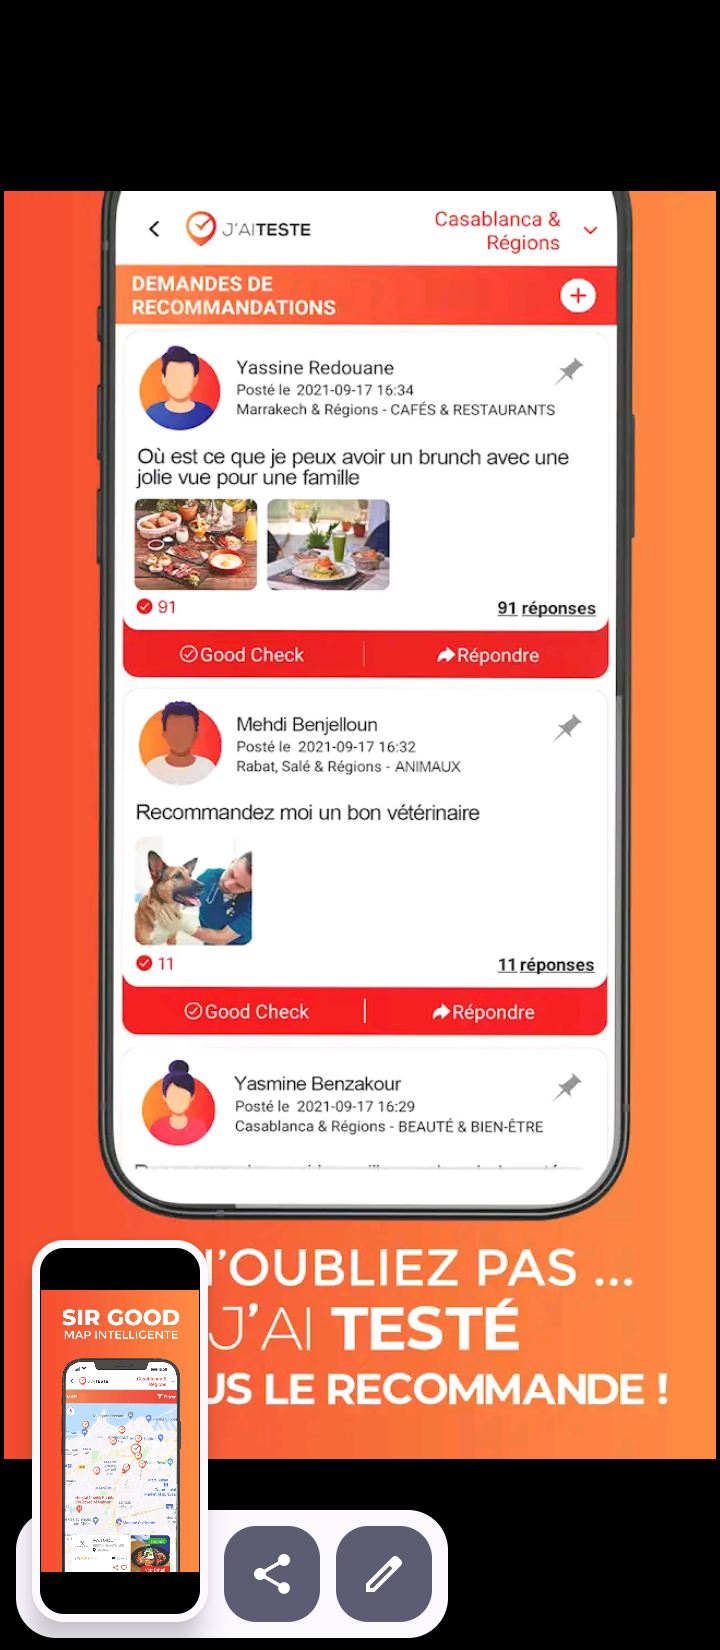 J'AITESTE
Casablanca &
Régions
DEMANDES DE
RECOMMANDATIONS
Yassine Redouane
Posté le 2021-09-17 16:34
Marrakech & Régions - CAFÉS & RESTAURANTS
Où est ce que je peux avoir un brunch avec une
jolie vue pour une famille
91
91 réponses
Good Check
Répondre
Mehdi Benjelloun
Posté le 2021-09-17 16:32
Rabat, Salé & Régions - ANIMAUX
Recommandez moi un bon vétérinaire
11
11 réponses
Good Check
Répondre
Yasmine Benzakour
Posté le 2021-09-17 16:29
Casablanca & Régions - BEAUTÉ & BIEN-ÊTRE
'OUBLIEZ PAS ...
J'AI TESTÉ
US LE RECOMMANDE !
SIR GOOD
MAP INTELLIGENTE
J'AITESTE
Casablanca &
Régions
MAP
Filtrer